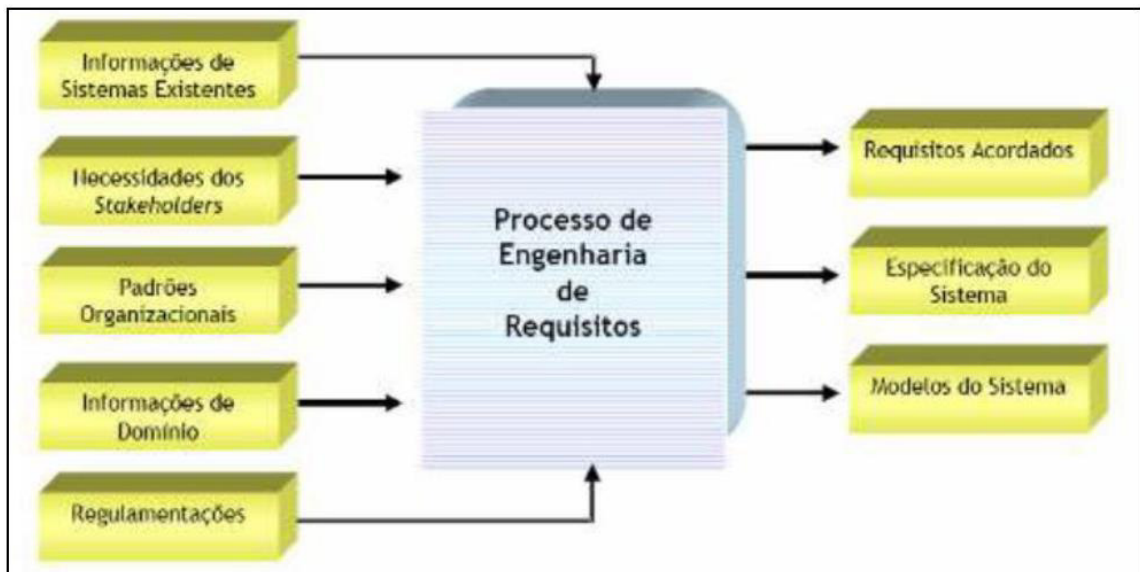 Informações de
Sistemas Existentes
Necessidades dos
Stakeholders
Padrões
Organizacionais
Informações de
Domínio
Regulamentações
Processo de
Engenharia
de
Requisitos
Requisitos Acordados
Especificação do
Sistema
Modelos do Sistema